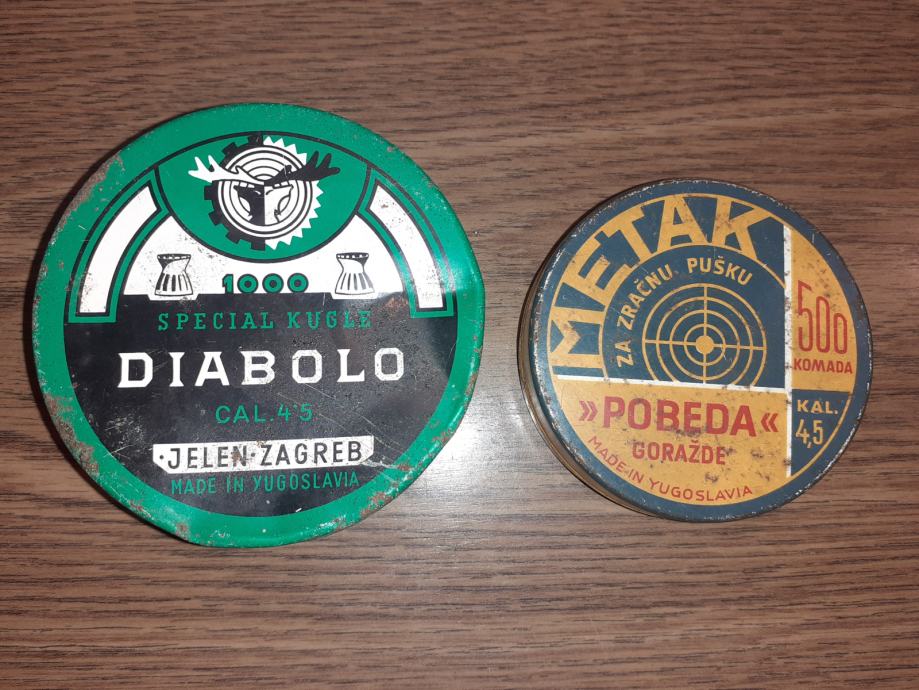 1000
SPECIAL KUGLE
DIABOLO
CAL. 4·5
·JELEN·ZAGREB
MADE IN YUGOSLAVIA
METAK
ZA ZRAČNU PUŠKU
500
KOMADA
KAL.
4,5
»POBEDA«
GORAŽDE
MADE IN YUGOSLAVIA